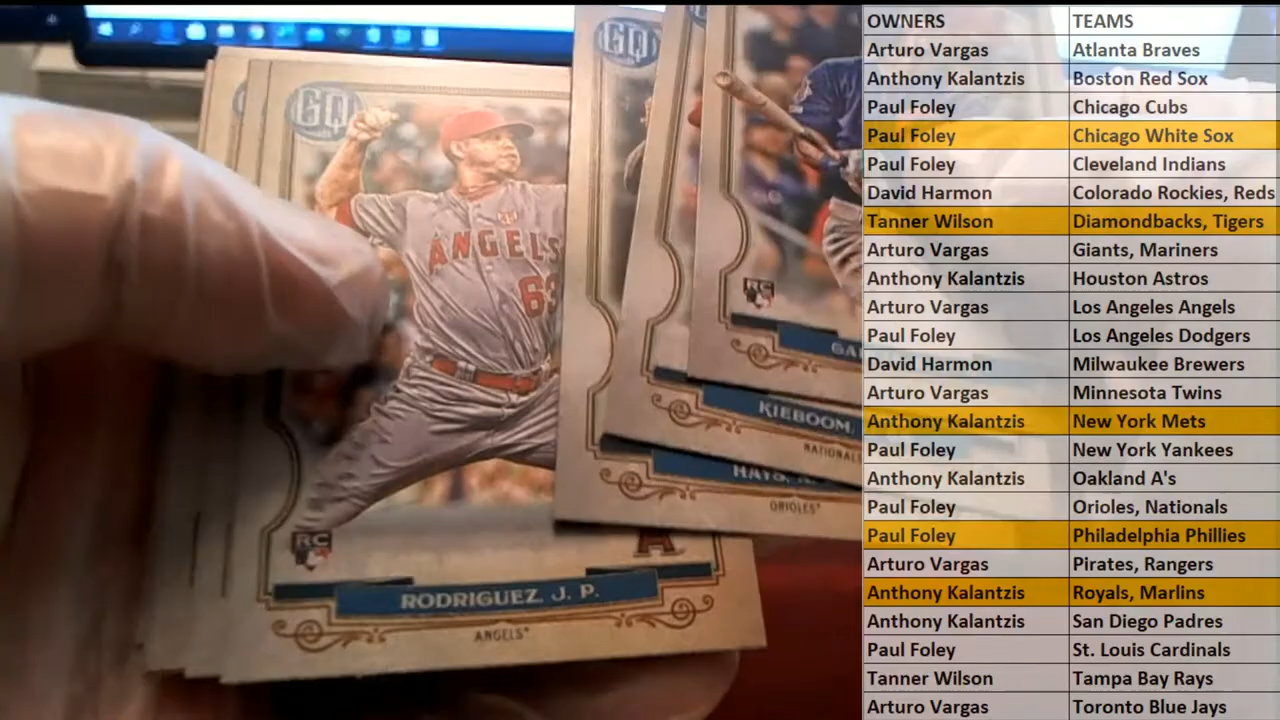 OWNERS TEAMS
Arturo Vargas Atlanta Braves
Anthony Kalantzis Boston Red Sox
Paul Foley Chicago Cubs
Paul Foley Chicago White Sox
Paul Foley Cleveland Indians
David Harmon Colorado Rockies, Reds
Tanner Wilson Diamondbacks, Tigers
Arturo Vargas Giants, Mariners
Anthony Kalantzis Houston Astros
Arturo Vargas Los Angeles Angels
Paul Foley Los Angeles Dodgers
David Harmon Milwaukee Brewers
Arturo Vargas Minnesota Twins
Anthony Kalantzis New York Mets
Paul Foley New York Yankees
Anthony Kalantzis Oakland A's
Paul Foley Orioles, Nationals
Paul Foley Philadelphia Phillies
Arturo Vargas Pirates, Rangers
Anthony Kalantzis Royals, Marlins
Anthony Kalantzis San Diego Padres
Paul Foley St. Louis Cardinals
Tanner Wilson Tampa Bay Rays
Arturo Vargas Toronto Blue Jays
GQ
GQ
ANGELS
63
RC
A
RODRIGUEZ, J. P.
ANGELS
RC
KIEBOOM,
NATIONALS
HAYS,
ORIOLES